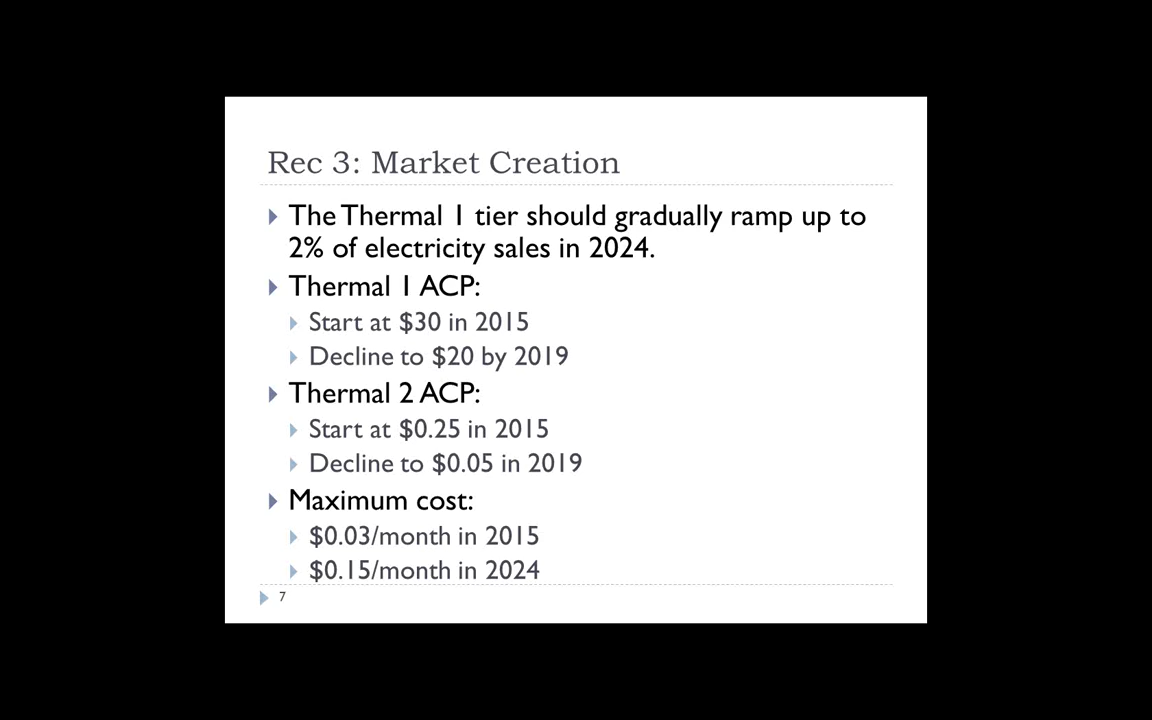 Rec 3: Market Creation
The Thermal 1 tier should gradually ramp up to
2% of electricity sales in 2024.
Thermal 1 ACP:
Start at $30 in 2015
Decline to $20 by 2019
Thermal 2 ACP:
Start at $0.25 in 2015
Decline to $0.05 in 2019
Maximum cost:
$0.03/month in 2015
$0.15/month in 2024
7